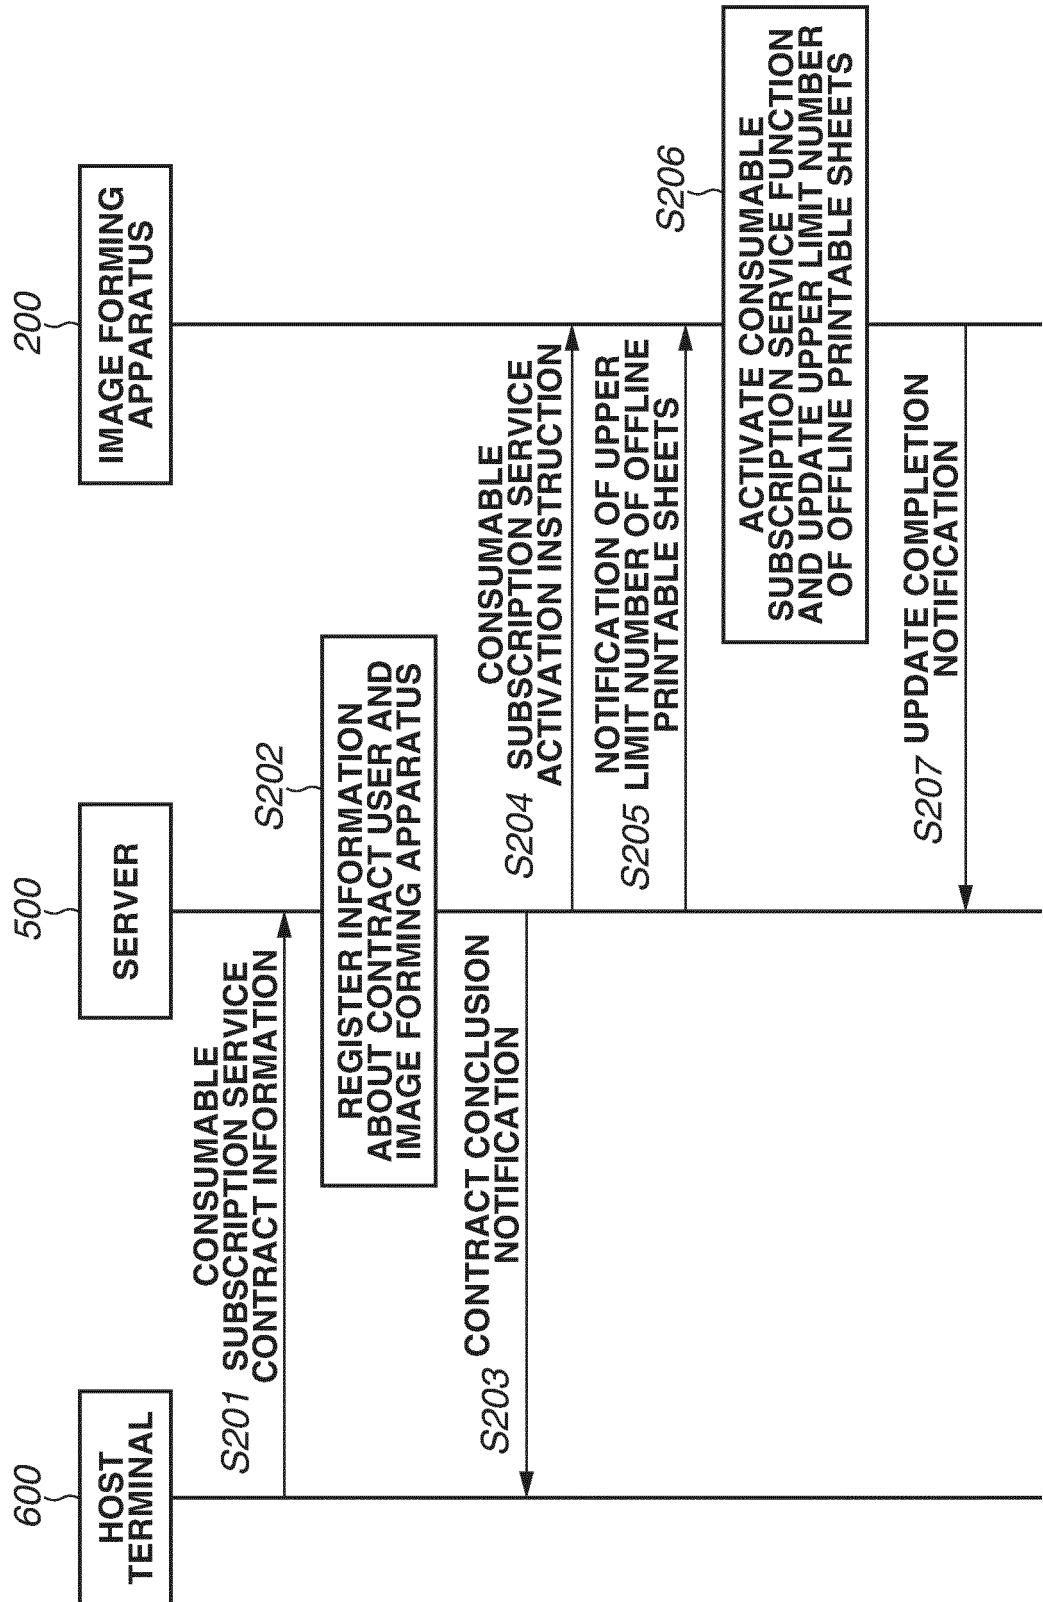 600
HOST
TERMINAL
500
SERVER
200
IMAGE FORMING
APPARATUS
S201
CONSUMABLE
SUBSCRIPTION SERVICE
CONTRACT INFORMATION
S202
REGISTER INFORMATION
ABOUT CONTRACT USER AND
IMAGE FORMING APPARATUS
S203
CONTRACT CONCLUSION
NOTIFICATION
S204
CONSUMABLE
SUBSCRIPTION SERVICE
ACTIVATION INSTRUCTION
S205
NOTIFICATION OF UPPER
LIMIT NUMBER OF OFFLINE
PRINTABLE SHEETS
S206
ACTIVATE CONSUMABLE
SUBSCRIPTION SERVICE FUNCTION
AND UPDATE UPPER LIMIT NUMBER
OF OFFLINE PRINTABLE SHEETS
S207
UPDATE COMPLETION
NOTIFICATION